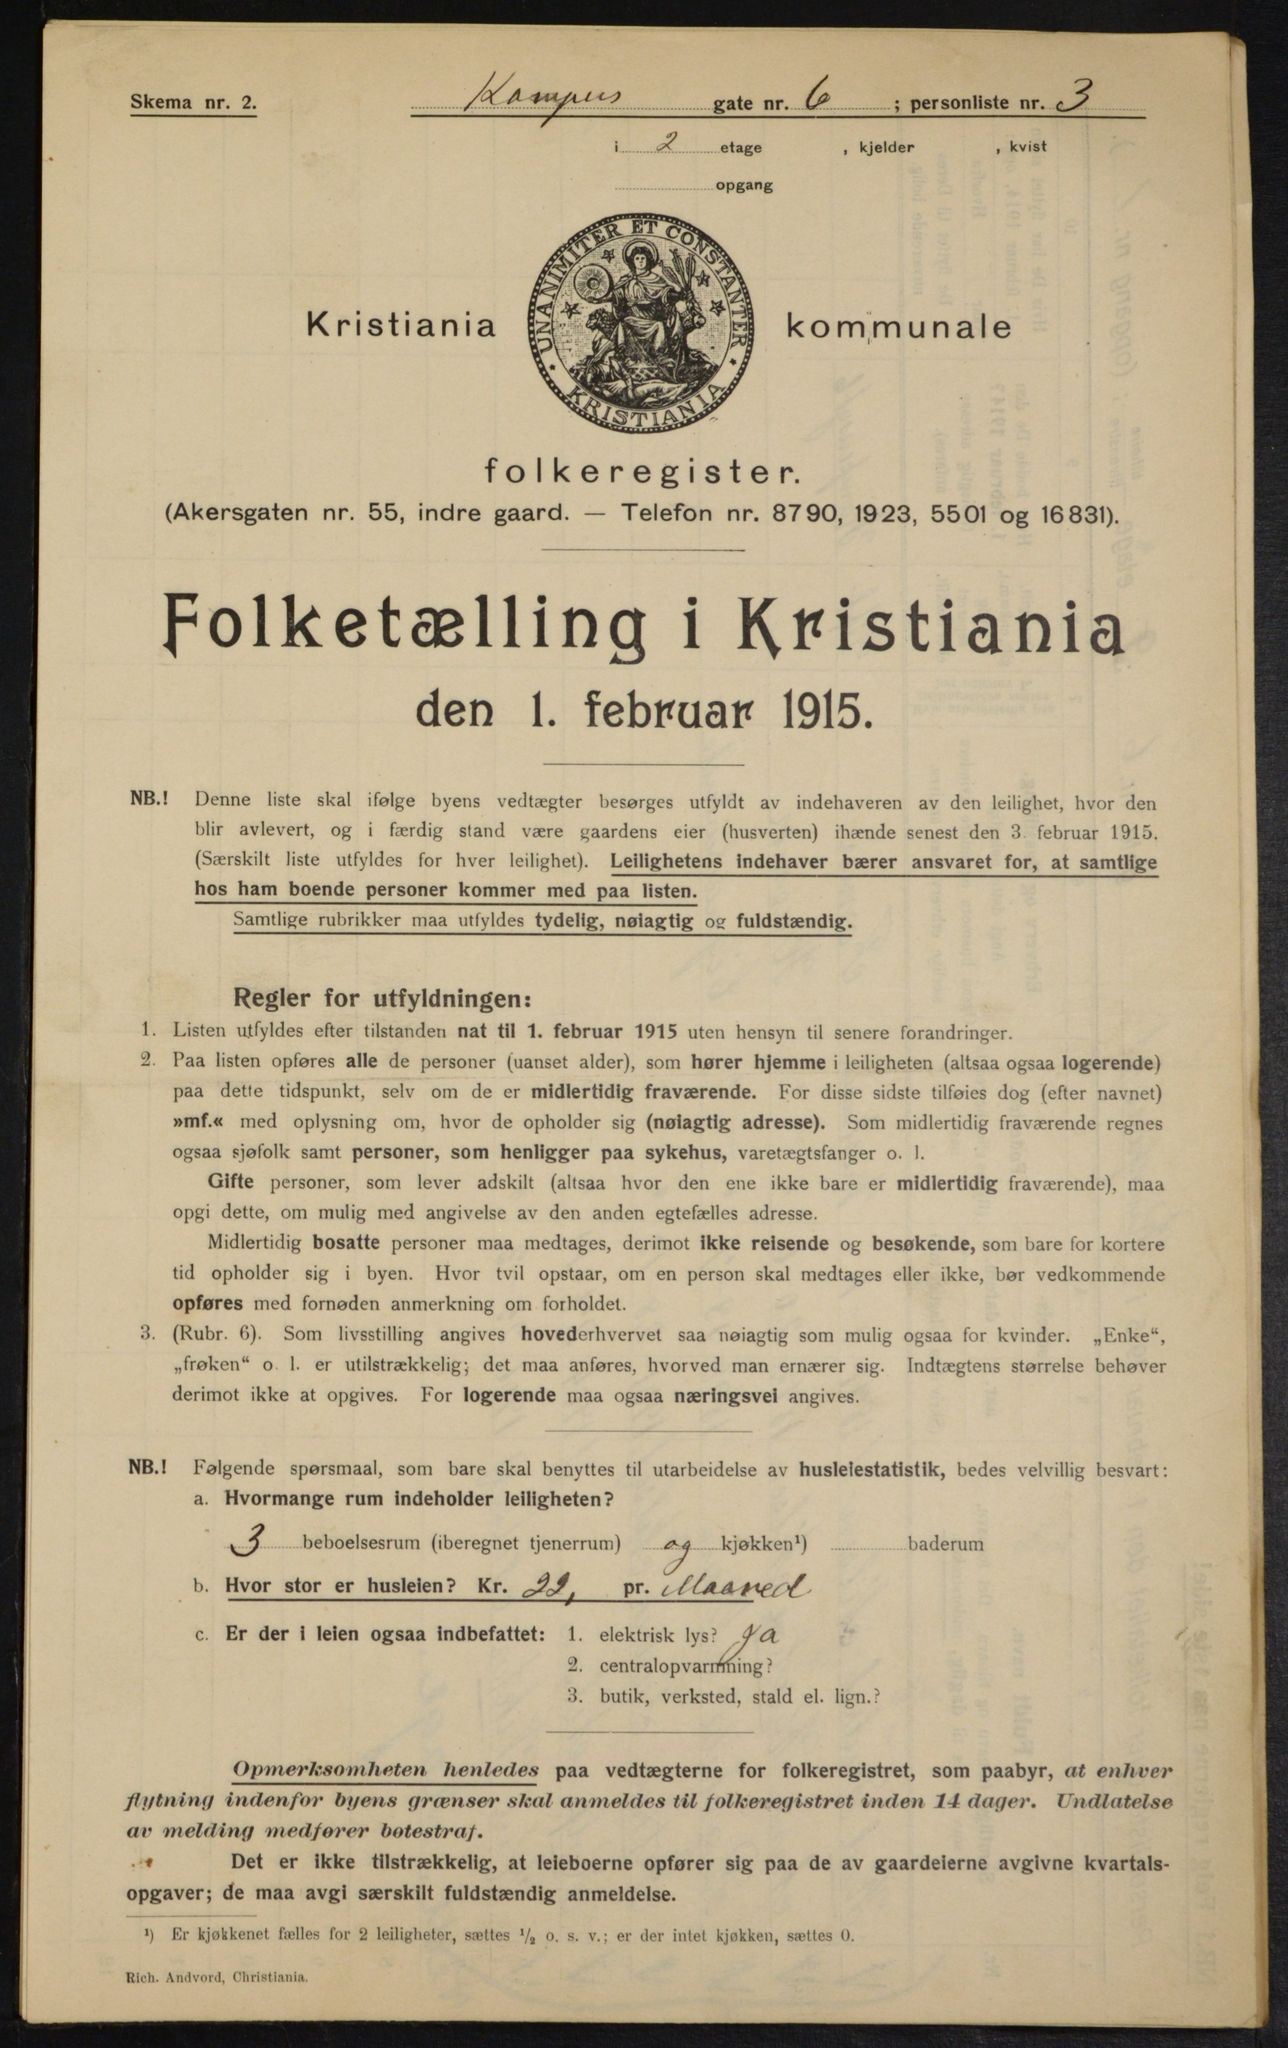 Skema nr. 2.
Kampens gate nr. 6 ; personliste nr. 3
i 2 etage , kjelder , kvist
opgang
UNANIMITER ET CONSTANTER
KRISTIANIA
Kristiania kommunale
folkeregister.
(Akersgaten nr. 55, indre gaard. — Telefon nr. 8790, 1923, 5501 og 16831).
Folketælling i Kristiania
den 1. februar 1915.
NB.! Denne liste skal ifølge byens vedtægter besørges utfyldt av indehaveren av den leilighet, hvor den
blir avlevert, og i færdig stand være gaardens eier (husverten) ihænde senest den 3. februar 1915.
(Særskilt liste utfyldes for hver leilighet). Leilighetens indehaver bærer ansvaret for, at samtlige
hos ham boende personer kommer med paa listen.
Samtlige rubrikker maa utfyldes tydelig, nøiagtig og fuldstændig.
Regler for utfyldningen:
1. Listen utfyldes efter tilstanden nat til 1. februar 1915 uten hensyn til senere forandringer.
2. Paa listen opføres alle de personer (uanset alder), som hører hjemme i leiligheten (altsaa ogsaa logerende)
paa dette tidspunkt, selv om de er midlertidig fraværende. For disse sidste tilføies dog (efter navnet)
»mf.« med oplysning om, hvor de opholder sig (nøiagtig adresse). Som midlertidig fraværende regnes
ogsaa sjøfolk samt personer, som henligger paa sykehus, varetægtsfanger o. l.
Gifte personer, som lever adskilt (altsaa hvor den ene ikke bare er midlertidig fraværende), maa
opgi dette, om mulig med angivelse av den anden egtefælles adresse.
Midlertidig bosatte personer maa medtages, derimot ikke reisende og besøkende, som bare for kortere
tid opholder sig i byen. Hvor tvil opstaar, om en person skal medtages eller ikke, bør vedkommende
opføres med fornøden anmerkning om forholdet.
3. (Rubr. 6). Som livsstilling angives hovederhvervet saa nøiagtig som mulig ogsaa for kvinder. „Enke“,
„frøken“ o. l. er utilstrækkelig; det maa anføres, hvorved man ernærer sig. Indtægtens størrelse behøver
derimot ikke at opgives. For logerende maa ogsaa næringsvei angives.
NB.! Følgende spørsmaal, som bare skal benyttes til utarbeidelse av husleiestatistik, bedes velvillig besvart:
a. Hvormange rum indeholder leiligheten?
3 beboelsesrum (iberegnet tjenerrum) og kjøkken¹) baderum
b. Hvor stor er husleien? Kr. 22, pr. Maaned
c. Er der i leien ogsaa indbefattet: 1. elektrisk lys? Ja
2. centralopvarmning?
3. butik, verksted, stald el. lign.?
Opmerksomheten henledes paa vedtægterne for folkeregistret, som paabyr, at enhver
flytning indenfor byens grænser skal anmeldes til folkeregistret inden 14 dager. Undlatelse
av melding medfører bøtestraf.
Det er ikke tilstrækkelig, at leieboerne opfører sig paa de av gaardeierne avgivne kvartals-
opgaver; de maa avgi særskilt fuldstændig anmeldelse.
¹) Er kjøkkenet fælles for 2 leiligheter, sættes ½ o. s. v.; er der intet kjøkken, sættes 0.
Rich. Andvord, Christiania.